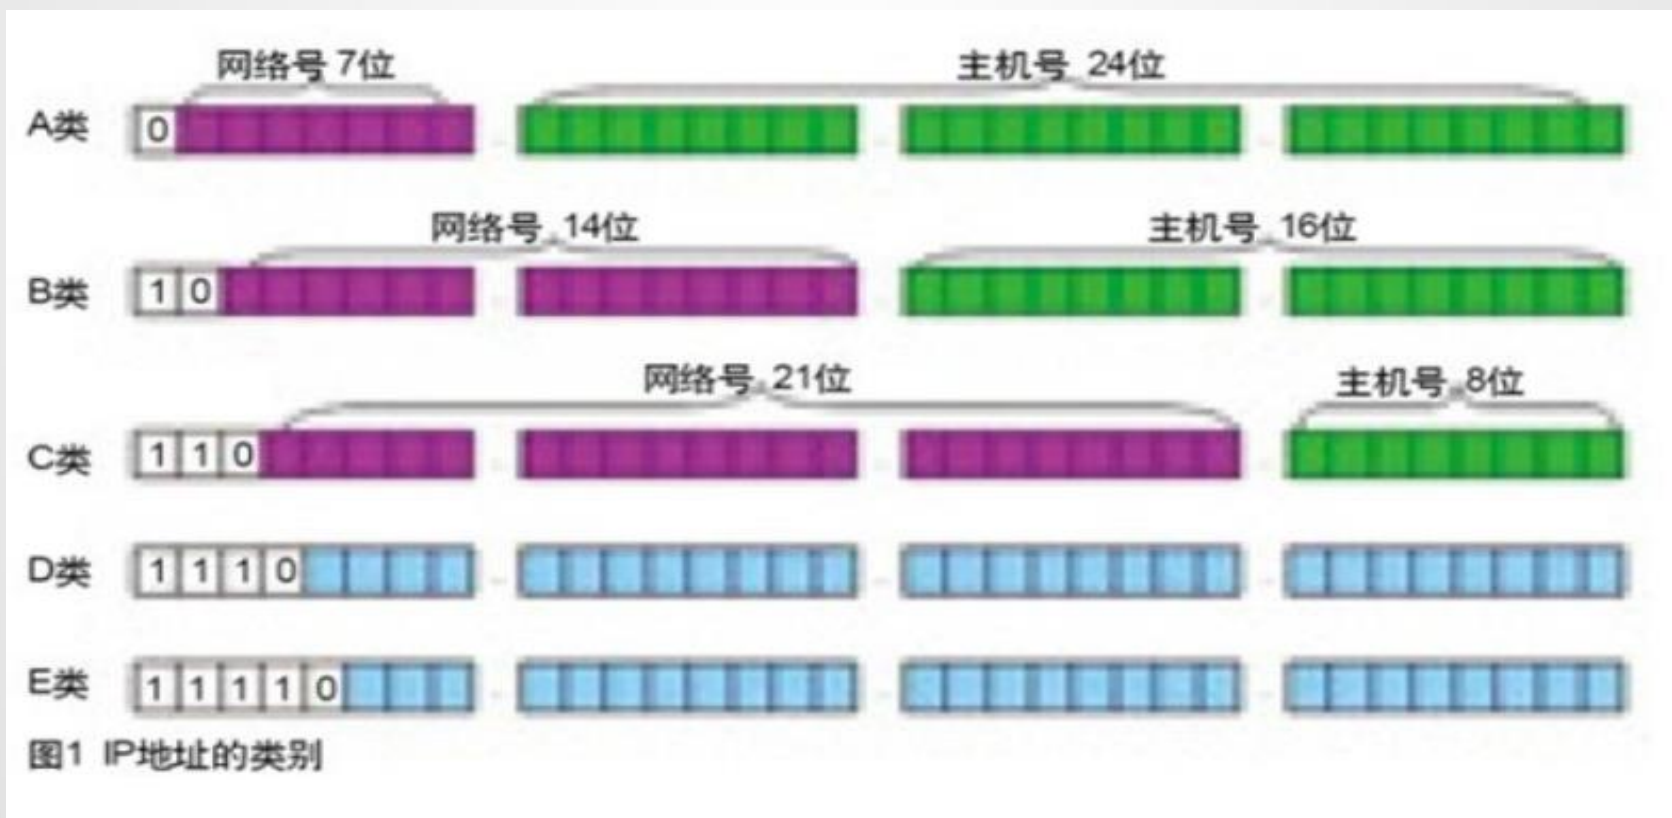 网络号 7位 主机号 24位
A类 0
网络号 14位 主机号 16位
B类 1 0
网络号 21位 主机号 8位
C类 1 1 0
D类 1 1 1 0
E类 1 1 1 1 0
图1 IP地址的类别